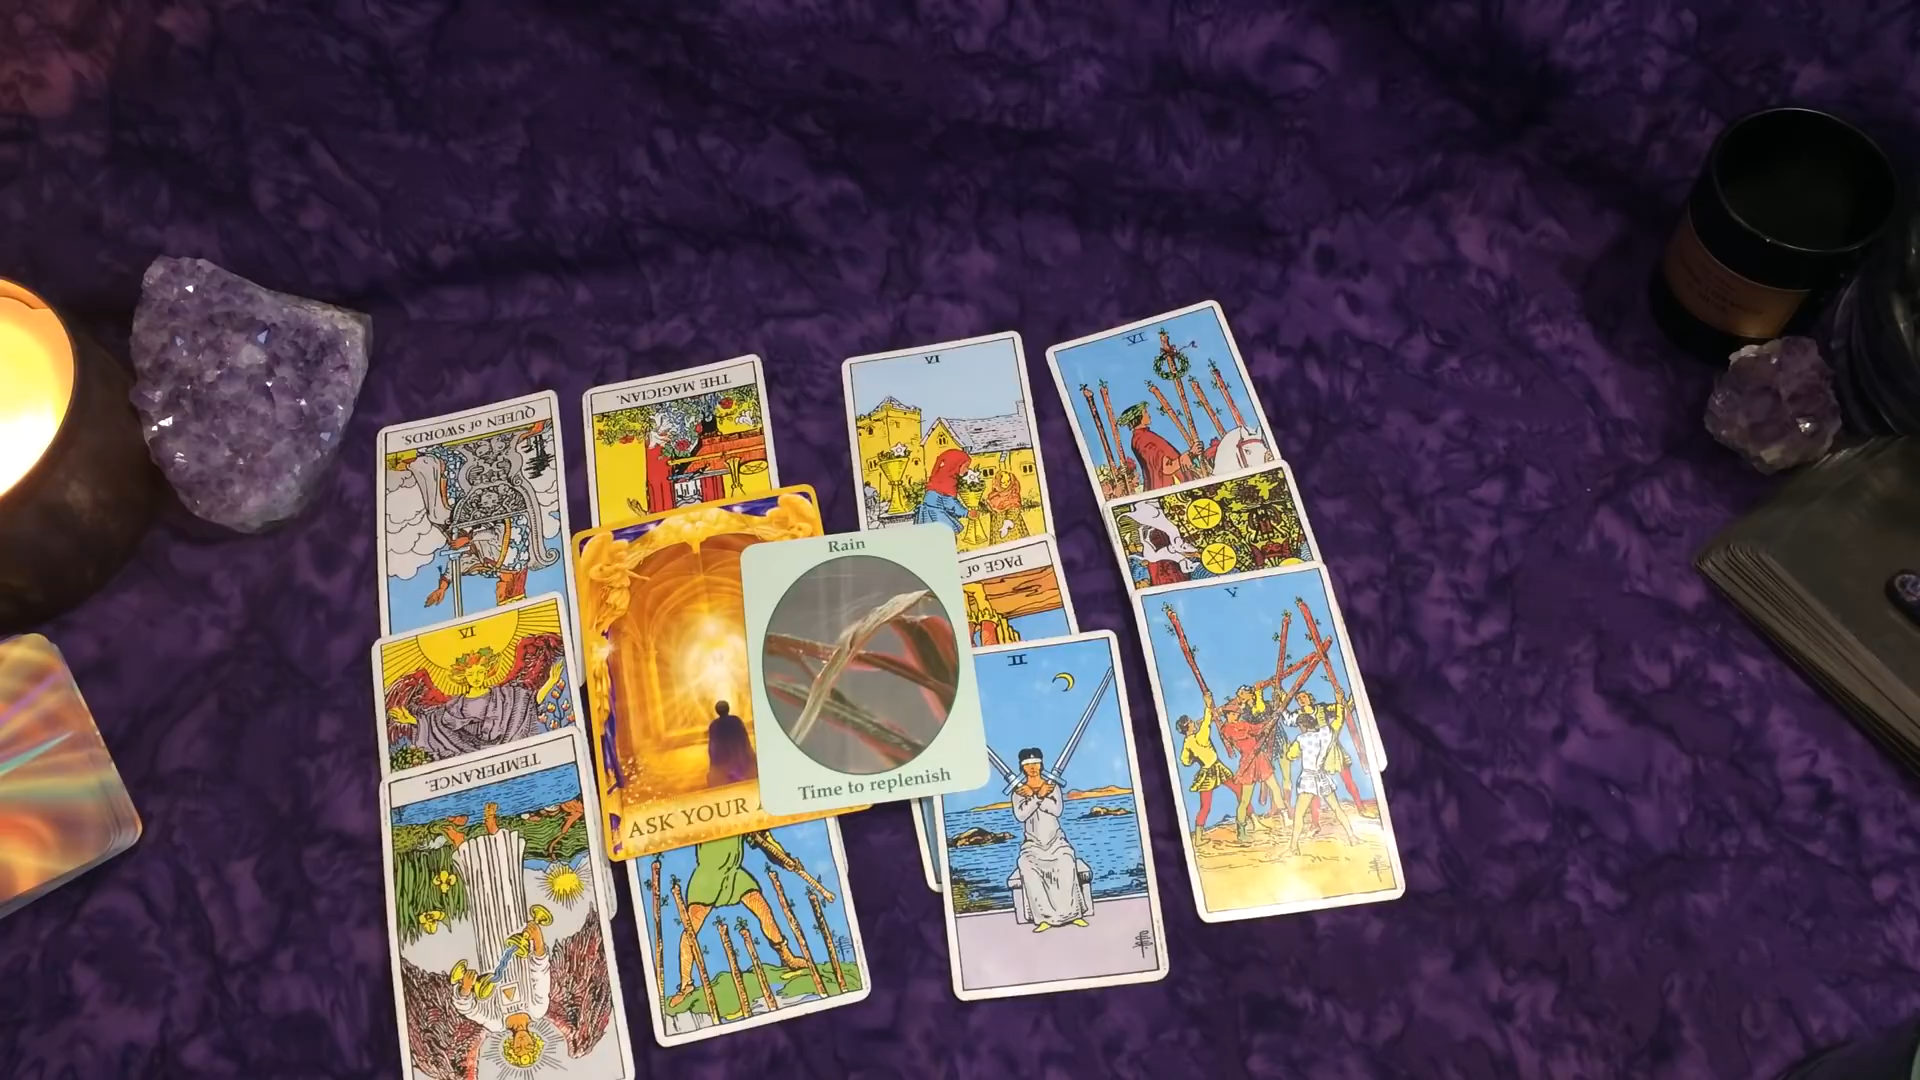 QUEEN of SWORDS.
THE MAGICIAN.
VI
VI
PAGE of
Rain
Time to replenish
ASK YOUR
VI
II
V
TEMPERANCE.